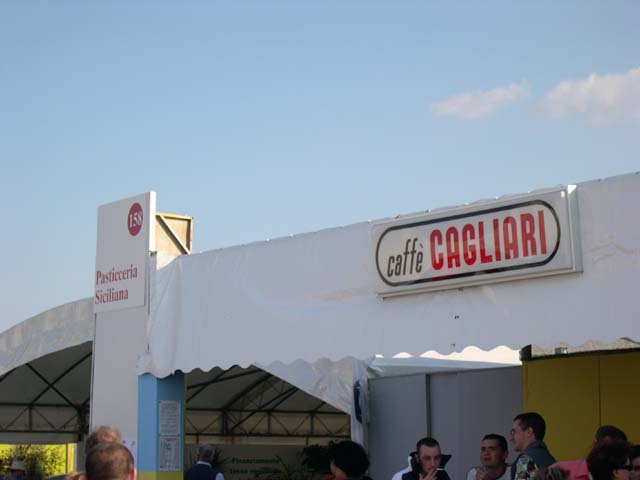 158
Pasticceria
Siciliana
caffè CAGLIARI